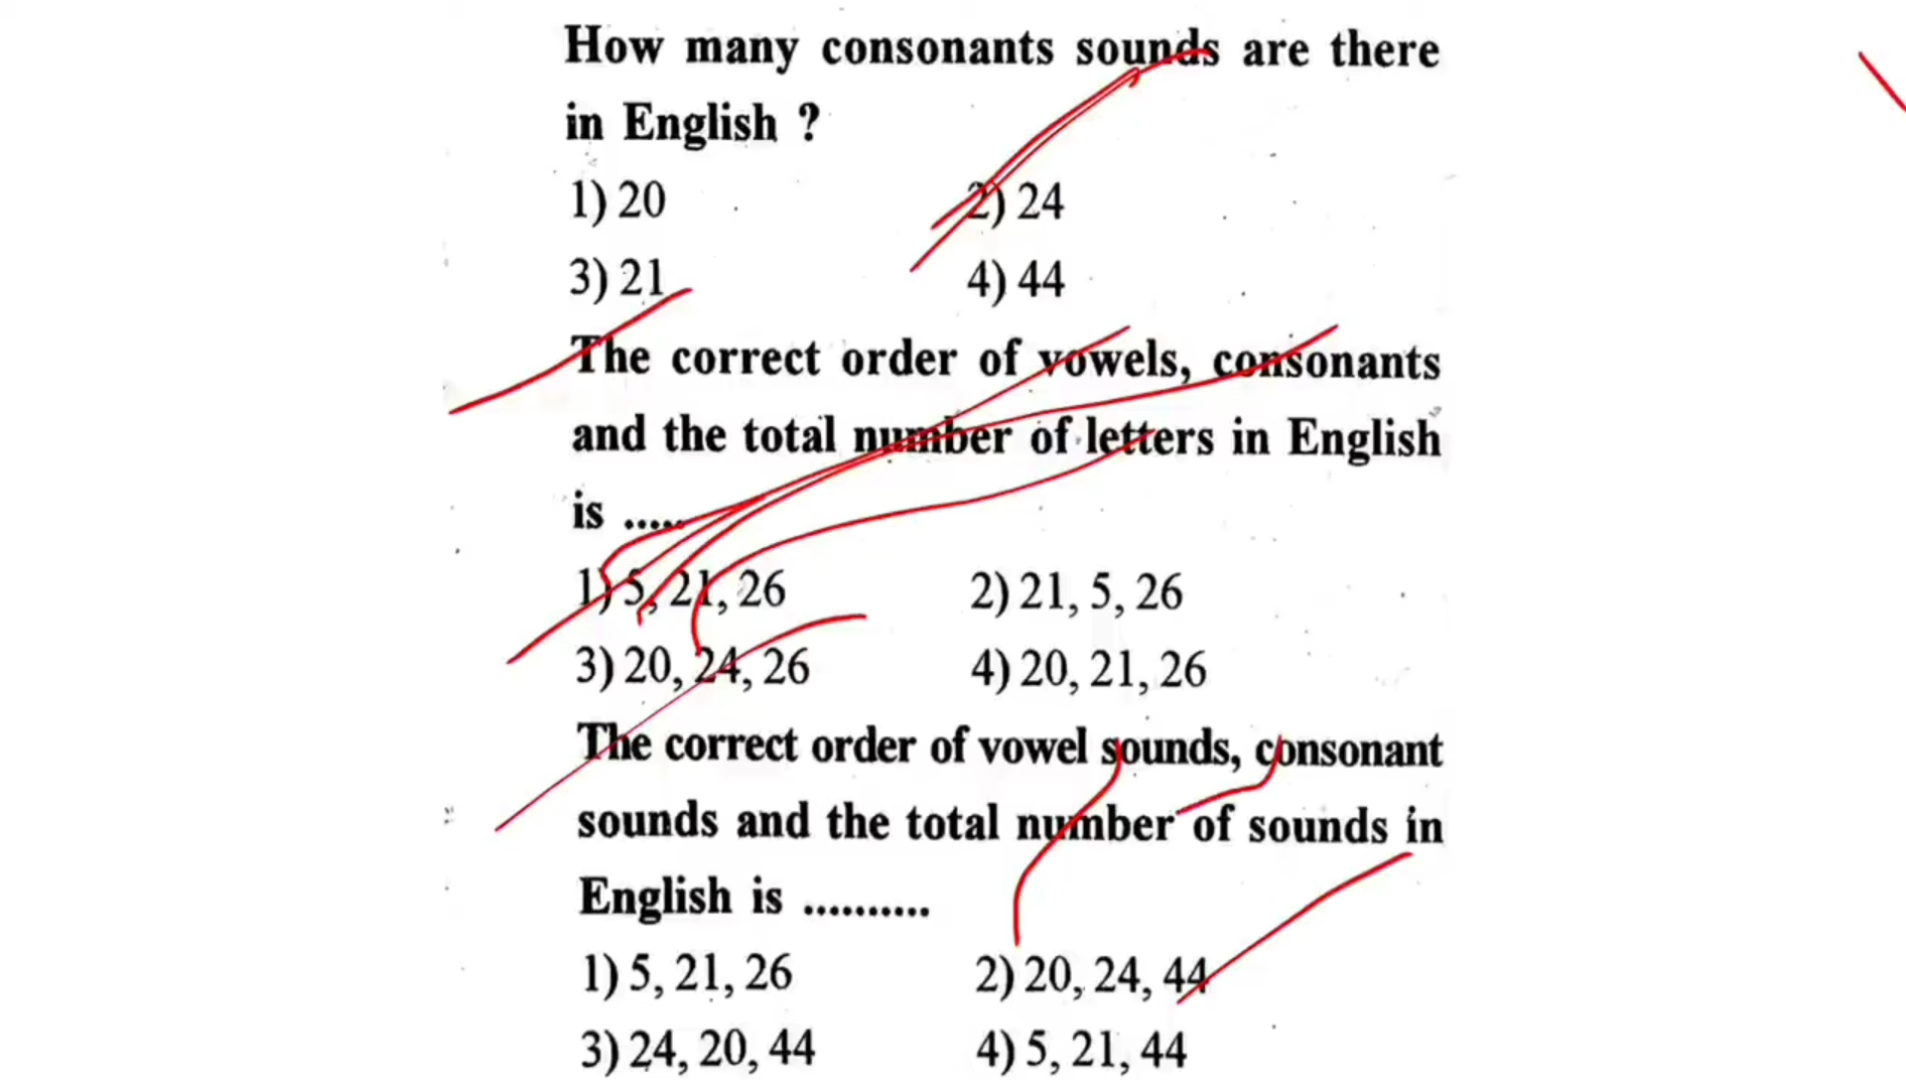 How many consonants sounds are there
in English ?
1) 20 2) 24
3) 21 4) 44
The correct order of vowels, consonants
and the total number of letters in English
is .....
1) 5, 21, 26 2) 21, 5, 26
3) 20, 24, 26 4) 20, 21, 26
The correct order of vowel sounds, consonant
sounds and the total number of sounds in
English is ..........
1) 5, 21, 26 2) 20, 24, 44
3) 24, 20, 44 4) 5, 21, 44